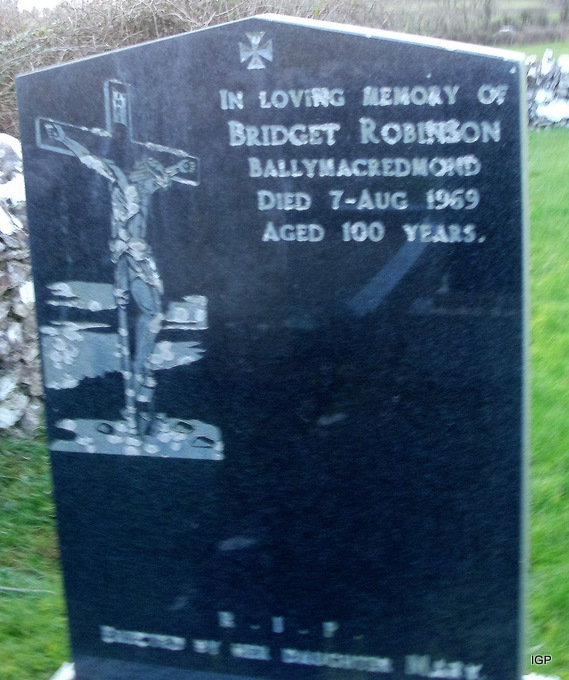 IN LOVING MEMORY OF
BRIDGET ROBINSON
BALLYMACREDMOND
DIED 7-AUG 1969
AGED 100 YEARS.
R.I.P.
ERECTED BY HER DAUGHTER MARY.
IGP